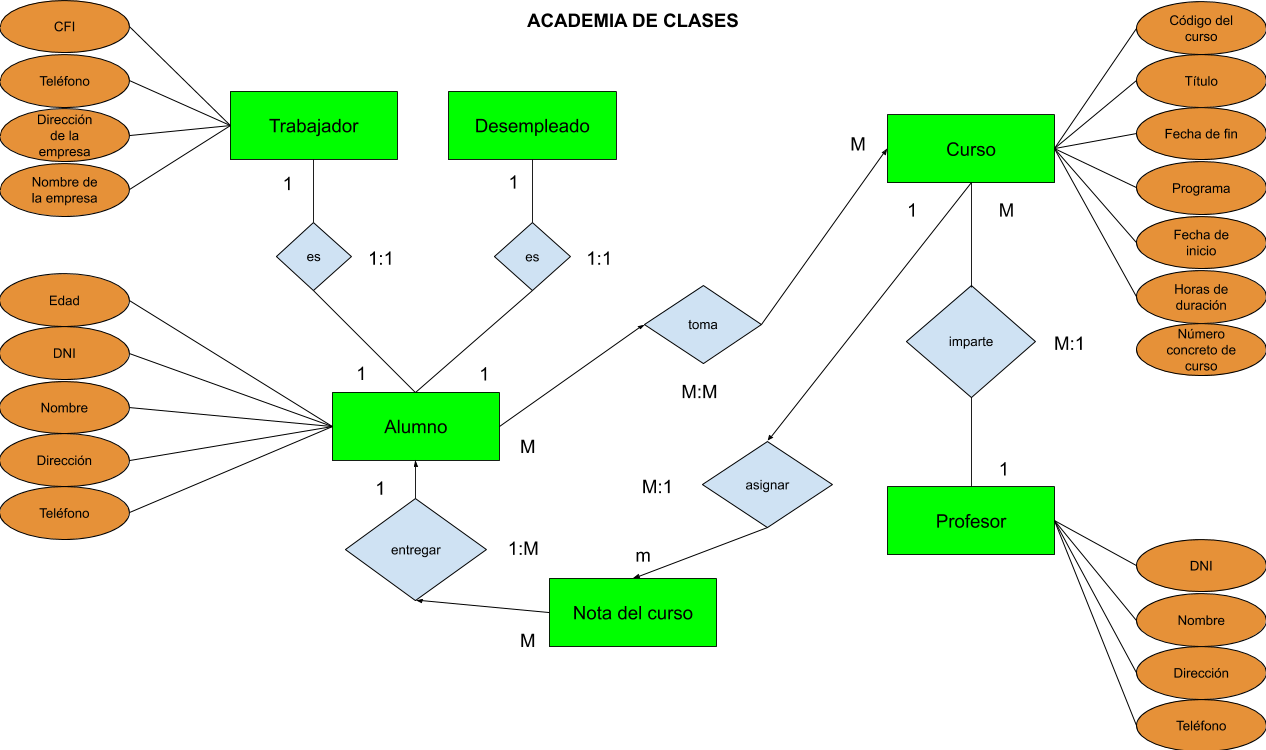 ACADEMIA DE CLASES
CFI
Teléfono
Dirección
de la
empresa
Nombre de
la empresa
Trabajador
Desempleado
1
1
es
1:1
es
1:1
Edad
DNI
Nombre
Dirección
Teléfono
1
1
Alumno
M
toma
M:M
M
Curso
Código del
curso
Título
Fecha de fin
Programa
Fecha de
inicio
Horas de
duración
Número
concreto de
curso
1
M
imparte
M:1
1
Profesor
DNI
Nombre
Dirección
Teléfono
asignar
M:1
m
1
entregar
1:M
M
Nota del curso